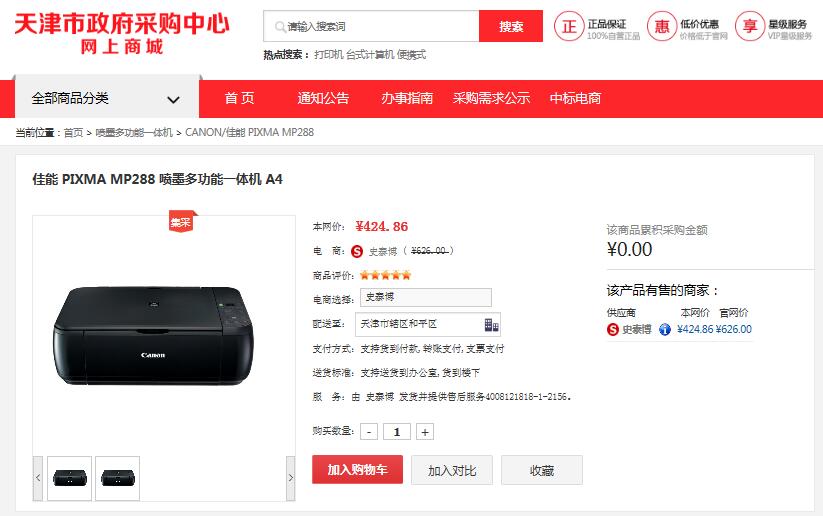 天津市政府采购中心
网上商城
请输入搜索词
搜索
热点搜索：打印机 台式计算机 便携式
正 正品保证
100%自营正品
惠 低价优惠
价格低于官网
享 星级服务
VIP星级服务
全部商品分类
首 页 通知公告 办事指南 采购需求公示 中标电商
当前位置：首页 > 喷墨多功能一体机 > CANON/佳能 PIXMA MP288
佳能 PIXMA MP288 喷墨多功能一体机 A4
集采
Canon
本网价： ¥424.86
电 商： S 史泰博 （ ¥626.00 ）
商品评价：
电商选择： 史泰博
配送至： 天津市辖区和平区
支付方式： 支持货到付款,转账支付,支票支付
送货标准： 支持送货到办公室,货到楼下
服 务： 由 史泰博 发货并提供售后服务4008121818-1-2156。
购买数量： - 1 +
加入购物车 加入对比 收藏
该商品累积采购金额
¥0.00
该产品有售的商家：
供应商 本网价 官网价
S 史泰博 i ¥424.86 ¥626.00